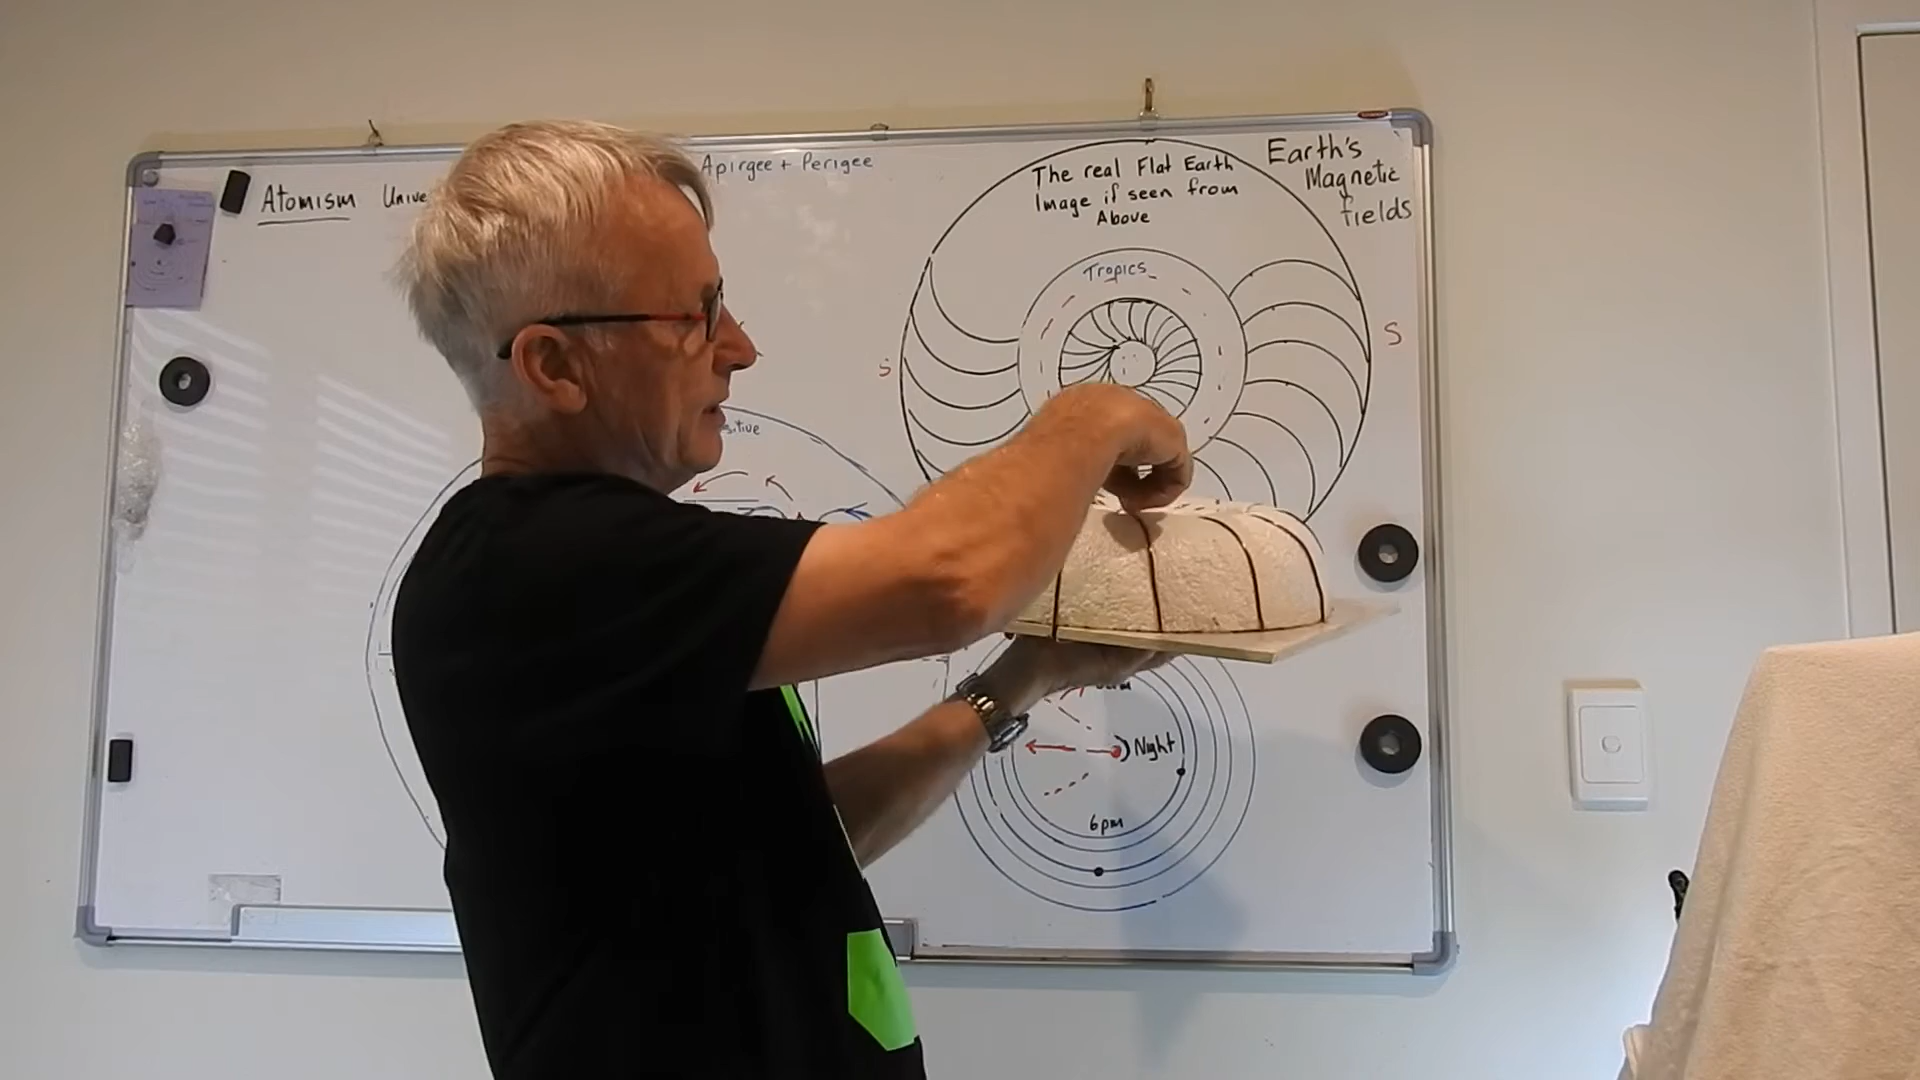 Apirgee + Perigee
Atomism
The real Flat Earth
Image if seen from
Above
Earth's
Magnetic
fields
Tropics
S
S
Night
6pm